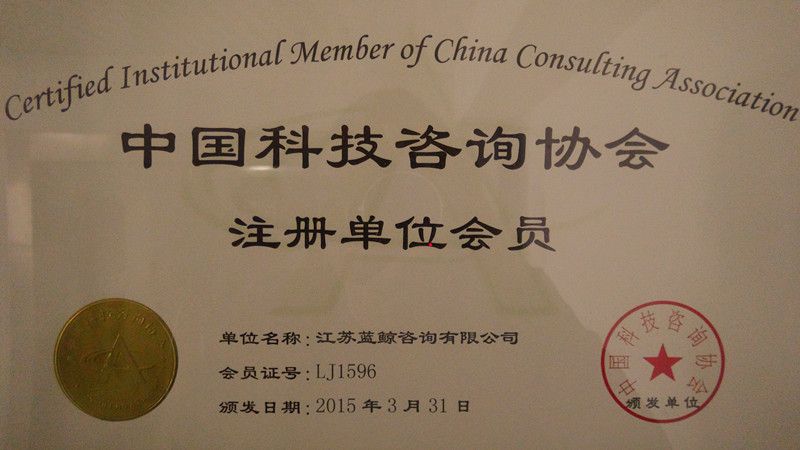 Certified Institutional Member of China Consulting Association
中国科技咨询协会
注册单位会员
单位名称：江苏蓝鲸咨询有限公司
会员证号：LJ1596
颁发日期：2015 年 3 月 31 日
中国科技咨询协会
颁发单位